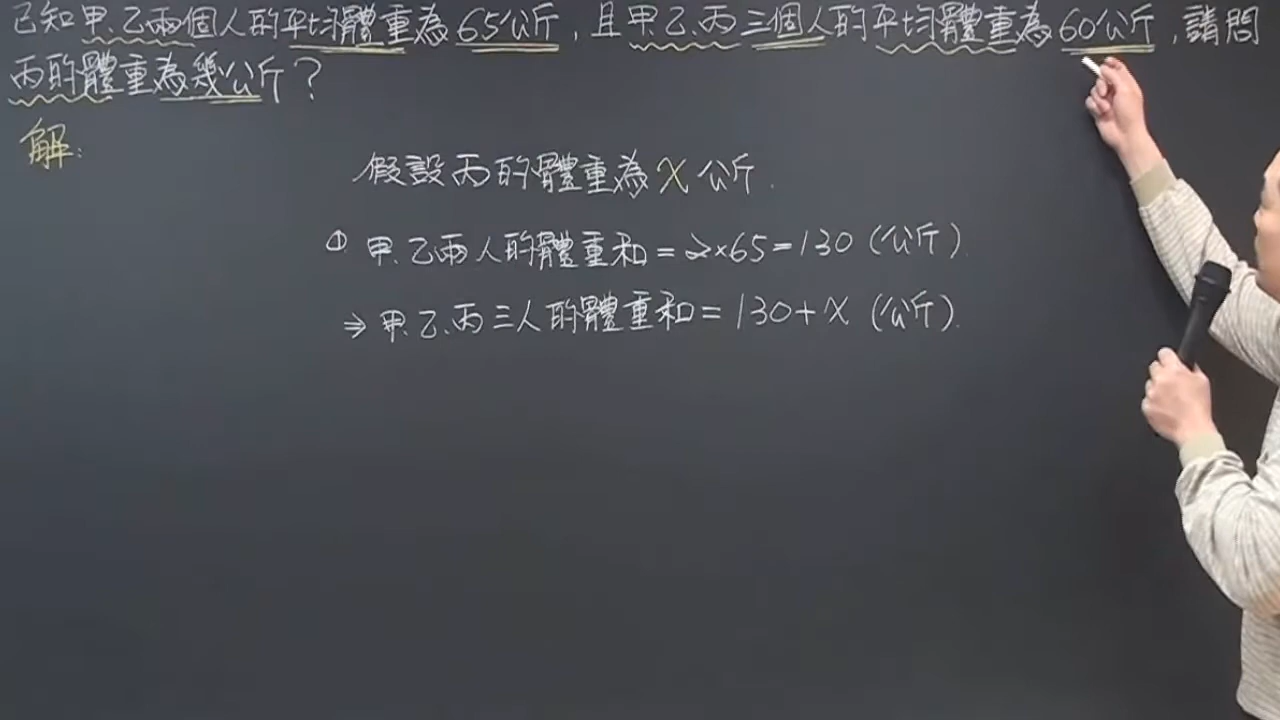 已知甲、乙兩個人的平均體重為65公斤，且甲、乙、丙三個人的平均體重為60公斤，請問
丙的體重為幾公斤？
解：
假設丙的體重為x公斤.
① 甲、乙兩人的體重和=2×65=130（公斤）
⇒甲、乙、丙三人的體重和=130+x（公斤）.